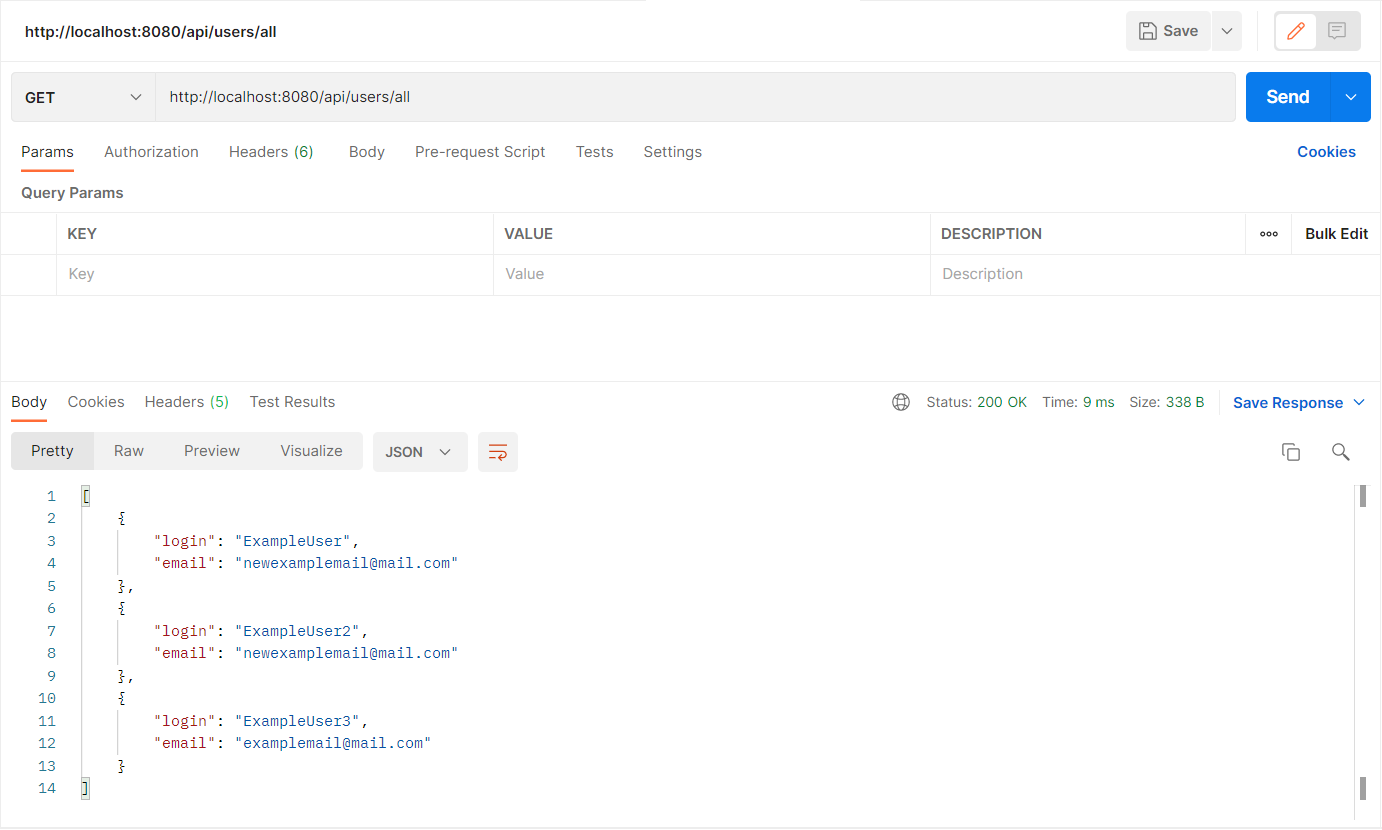 http://localhost:8080/api/users/all Save
GET http://localhost:8080/api/users/all Send
Params Authorization Headers (6) Body Pre-request Script Tests Settings Cookies
Query Params
KEY VALUE DESCRIPTION ooo Bulk Edit
Key Value Description
Body Cookies Headers (5) Test Results Status: 200 OK Time: 9 ms Size: 338 B Save Response
Pretty Raw Preview Visualize JSON
1 [
2 {
3 "login": "ExampleUser",
4 "email": "newexamplemail@mail.com"
5 },
6 {
7 "login": "ExampleUser2",
8 "email": "newexamplemail@mail.com"
9 },
10 {
11 "login": "ExampleUser3",
12 "email": "examplemail@mail.com"
13 }
14 ]